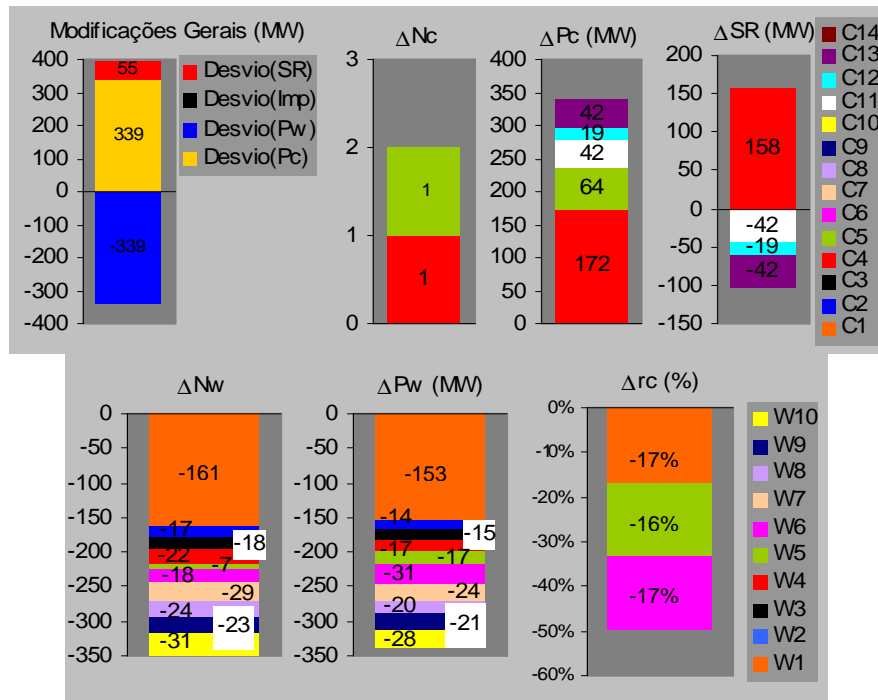 Modificações Gerais (MW)
400
300
200
100
0
-100
-200
-300
-400
55
339
-339
Desvio(SR)
Desvio(Imp)
Desvio(Pw)
Desvio(Pc)
ΔNc
3
2
1
0
1
1
ΔPc (MW)
400
350
300
250
200
150
100
50
0
42
19
42
64
172
ΔSR (MW)
200
150
100
50
0
-50
-100
-150
158
-42
-19
-42
C14
C13
C12
C11
C10
C9
C8
C7
C6
C5
C4
C3
C2
C1
ΔNw
0
-50
-100
-150
-200
-250
-300
-350
-161
-17
-18
-22
-7
-18
-29
-24
-23
-31
ΔPw (MW)
0
-50
-100
-150
-200
-250
-300
-350
-153
-14
-15
-17
-17
-31
-24
-20
-21
-28
Δrc (%)
0%
-10%
-20%
-30%
-40%
-50%
-60%
-17%
-16%
-17%
W10
W9
W8
W7
W6
W5
W4
W3
W2
W1